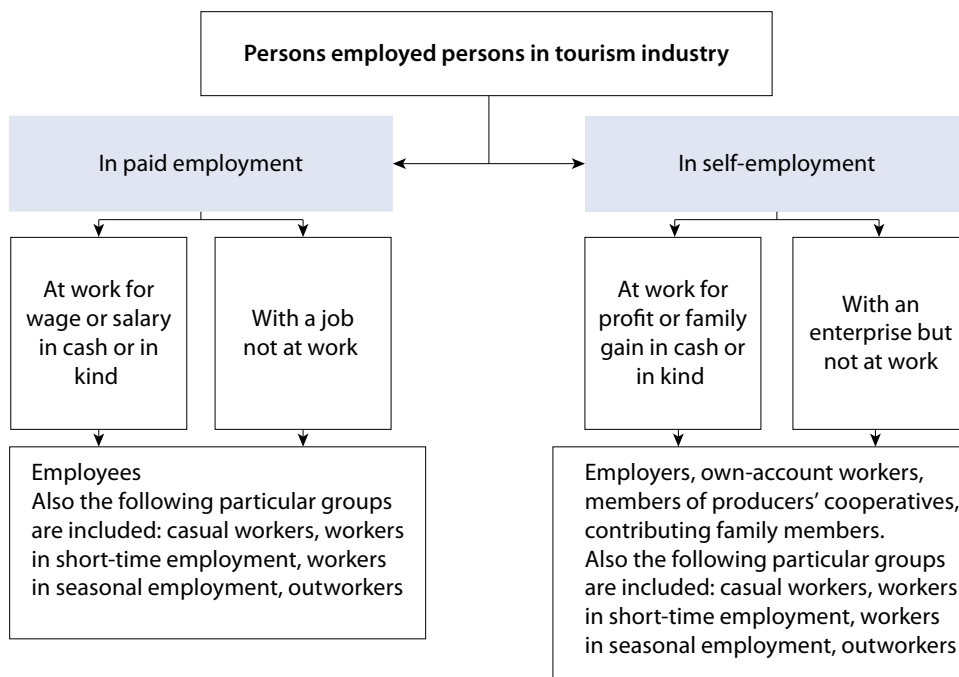 Persons employed persons in tourism industry
In paid employment
In self-employment
At work for
wage or salary
in cash or in
kind
With a job
not at work
At work for
profit or family
gain in cash or
in kind
With an
enterprise but
not at work
Employees
Also the following particular groups
are included: casual workers, workers
in short-time employment, workers
in seasonal employment, outworkers
Employers, own-account workers,
members of producers’ cooperatives,
contributing family members.
Also the following particular groups
are included: casual workers, workers
in short-time employment, workers
in seasonal employment, outworkers